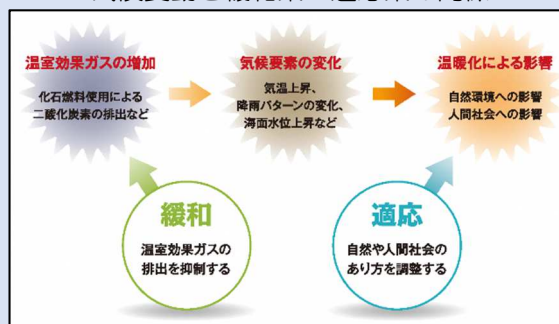 温室効果ガスの増加
化石燃料使用による
二酸化炭素の排出など
気候要素の変化
気温上昇、
降雨パターンの変化、
海面水位上昇など
温暖化による影響
自然環境への影響
人間社会への影響
緩和
温室効果ガスの
排出を抑制する
適応
自然や人間社会の
あり方を調整する